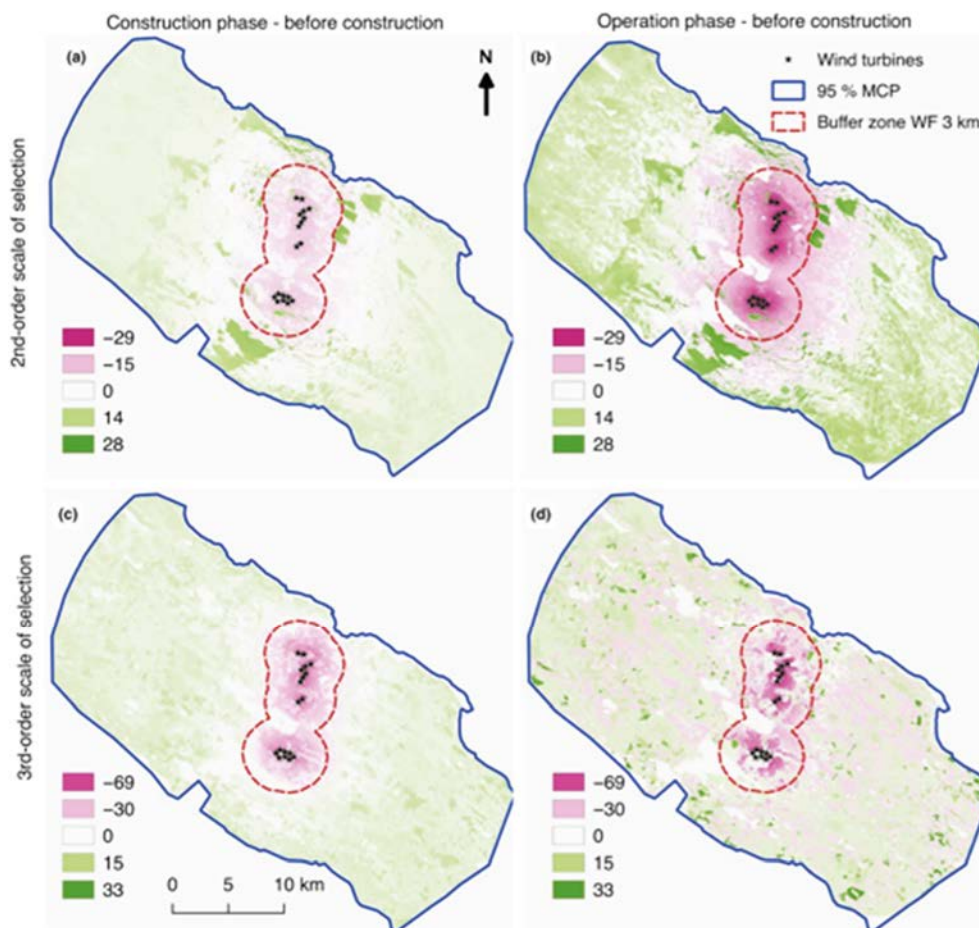 Construction phase - before construction
Operation phase - before construction
2nd-order scale of selection
(a)
N
-29
-15
0
14
28
(b)
Wind turbines
95 % MCP
Buffer zone WF 3 km
-29
-15
0
14
28
3rd-order scale of selection
(c)
-69
-30
0
15
33
0 5 10 km
(d)
-69
-30
0
15
33